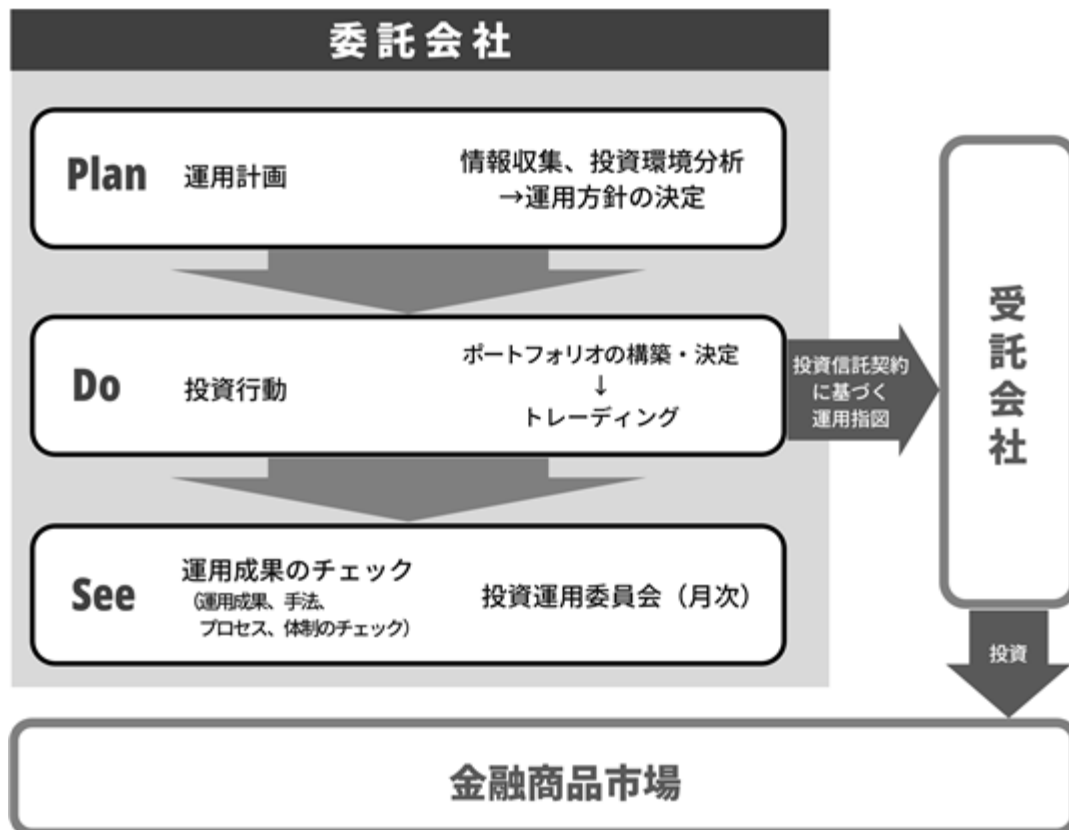 委託会社
Plan 運用計画
情報収集、投資環境分析
→運用方針の決定
Do 投資行動
ポートフォリオの構築・決定
↓
トレーディング
投資信託契約
に基づく
運用指図
受託会社
See 運用成果のチェック
(運用成果、手法、
プロセス、体制のチェック)
投資運用委員会（月次）
投資
金融商品市場